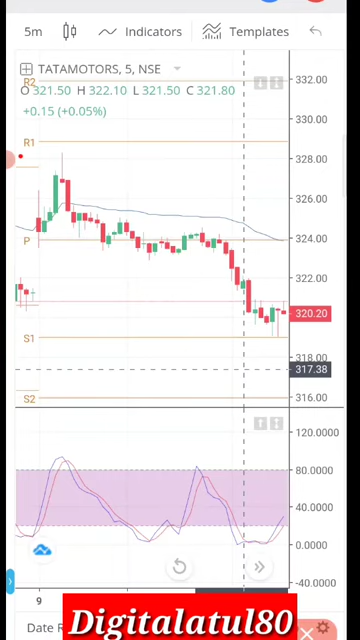 5m Indicators Templates
TATAMOTORS, 5, NSE
R2
O 321.50 H 322.10 L 321.50 C 321.80
+0.15 (+0.05%)
332.00
330.00
R1
328.00
326.00
P
324.00
322.00
320.20
S1
318.00
317.38
S2
316.00
120.0000
80.0000
40.0000
0.0000
-40.0000
9
Date R
Digitalatul80